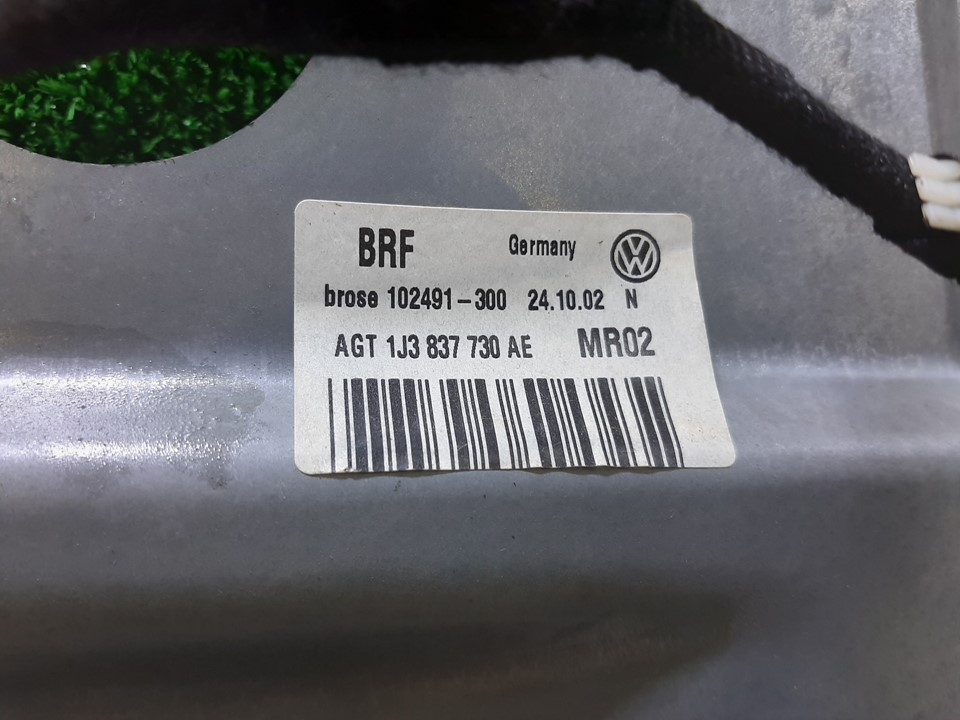 BRF Germany
brose 102491-300 24.10.02 N
AGT 1J3 837 730 AE MR02